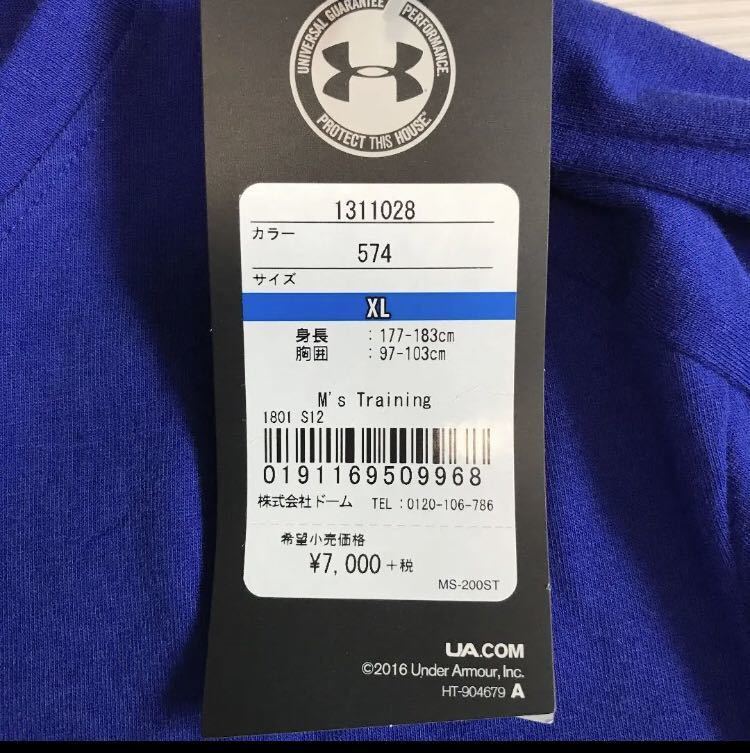 UNIVERSAL GUARANTEE
PERFORMANCE.
PROTECT THIS HOUSE.
1311028
カラー
574
サイズ
XL
身長 :177-183cm
胸囲 :97-103cm
M's Training
1801 S12
0191169509968
株式会社ドーム TEL:0120-106-786
希望小売価格
¥7,000+税
MS-200ST
UA.COM
©2016 Under Armour, Inc.
HT-904679 A